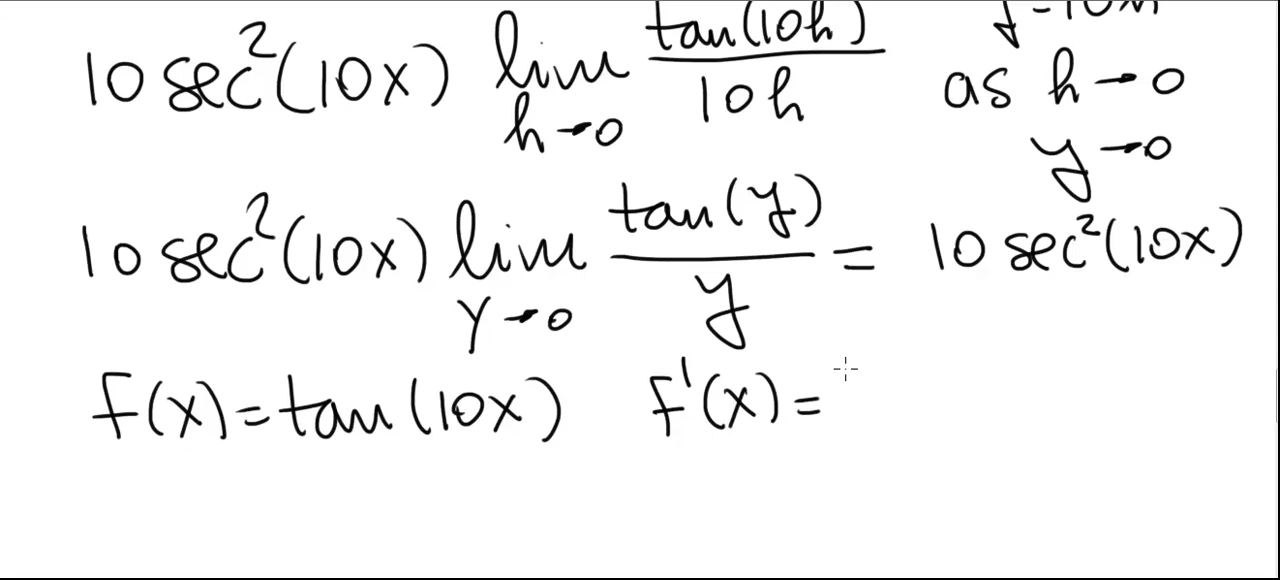 10 sec²(10x) lim h→0 tan(10h)/10h
as h→0
y→0
10 sec²(10x) lim y→0 tan(y)/y = 10 sec²(10x)
f(x)=tan(10x) f'(x)=